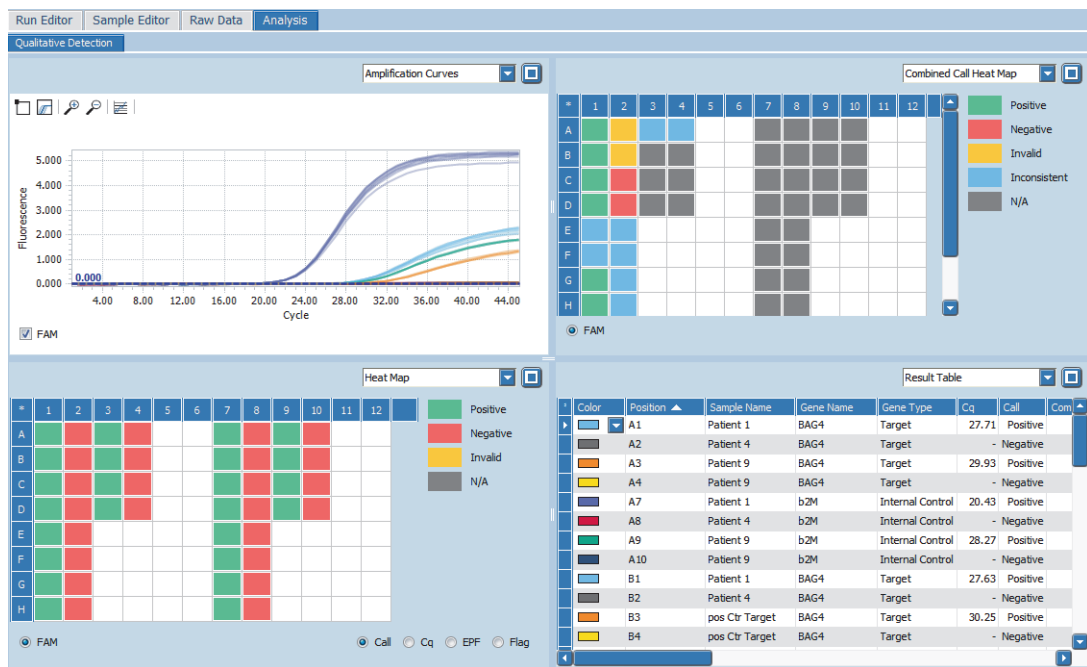 Run Editor Sample Editor Raw Data Analysis
Qualitative Detection
Amplification Curves
5.000
4.000
3.000
2.000
1.000
0.000
Fluorescence
0.000
4.00 8.00 12.00 16.00 20.00 24.00 28.00 32.00 36.00 40.00 44.00
Cycle
FAM
Combined Call Heat Map
* 1 2 3 4 5 6 7 8 9 10 11 12
A
B
C
D
E
F
G
H
Positive
Negative
Invalid
Inconsistent
N/A
FAM
Heat Map
* 1 2 3 4 5 6 7 8 9 10 11 12
A
B
C
D
E
F
G
H
Positive
Negative
Invalid
N/A
FAM Call Cq EPF Flag
Result Table
Color Position Sample Name Gene Name Gene Type Cq Call Com
A1 Patient 1 BAG4 Target 27.71 Positive
A2 Patient 4 BAG4 Target - Negative
A3 Patient 9 BAG4 Target 29.93 Positive
A4 Patient 9 BAG4 Target - Negative
A7 Patient 1 b2M Internal Control 20.43 Positive
A8 Patient 4 b2M Internal Control - Negative
A9 Patient 9 b2M Internal Control 28.27 Positive
A10 Patient 9 b2M Internal Control - Negative
B1 Patient 1 BAG4 Target 27.63 Positive
B2 Patient 4 BAG4 Target - Negative
B3 pos Ctr Target BAG4 Target 30.25 Positive
B4 pos Ctr Target BAG4 Target - Negative